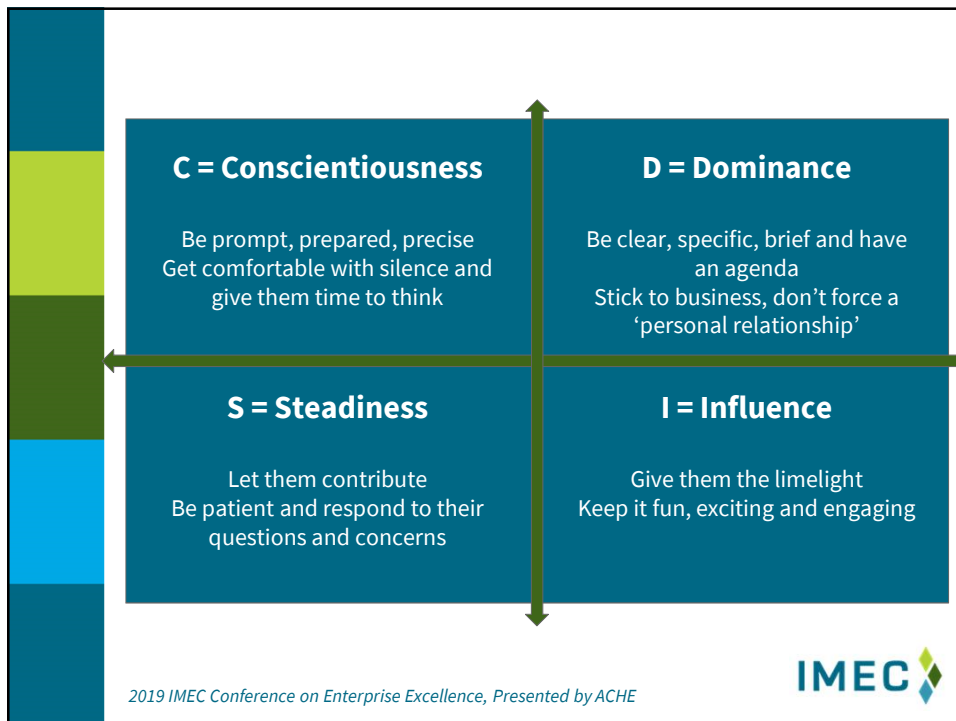 C = Conscientiousness
Be prompt, prepared, precise
Get comfortable with silence and
give them time to think
D = Dominance
Be clear, specific, brief and have
an agenda
Stick to business, don’t force a
‘personal relationship’
S = Steadiness
Let them contribute
Be patient and respond to their
questions and concerns
I = Influence
Give them the limelight
Keep it fun, exciting and engaging
2019 IMEC Conference on Enterprise Excellence, Presented by ACHE
IMEC